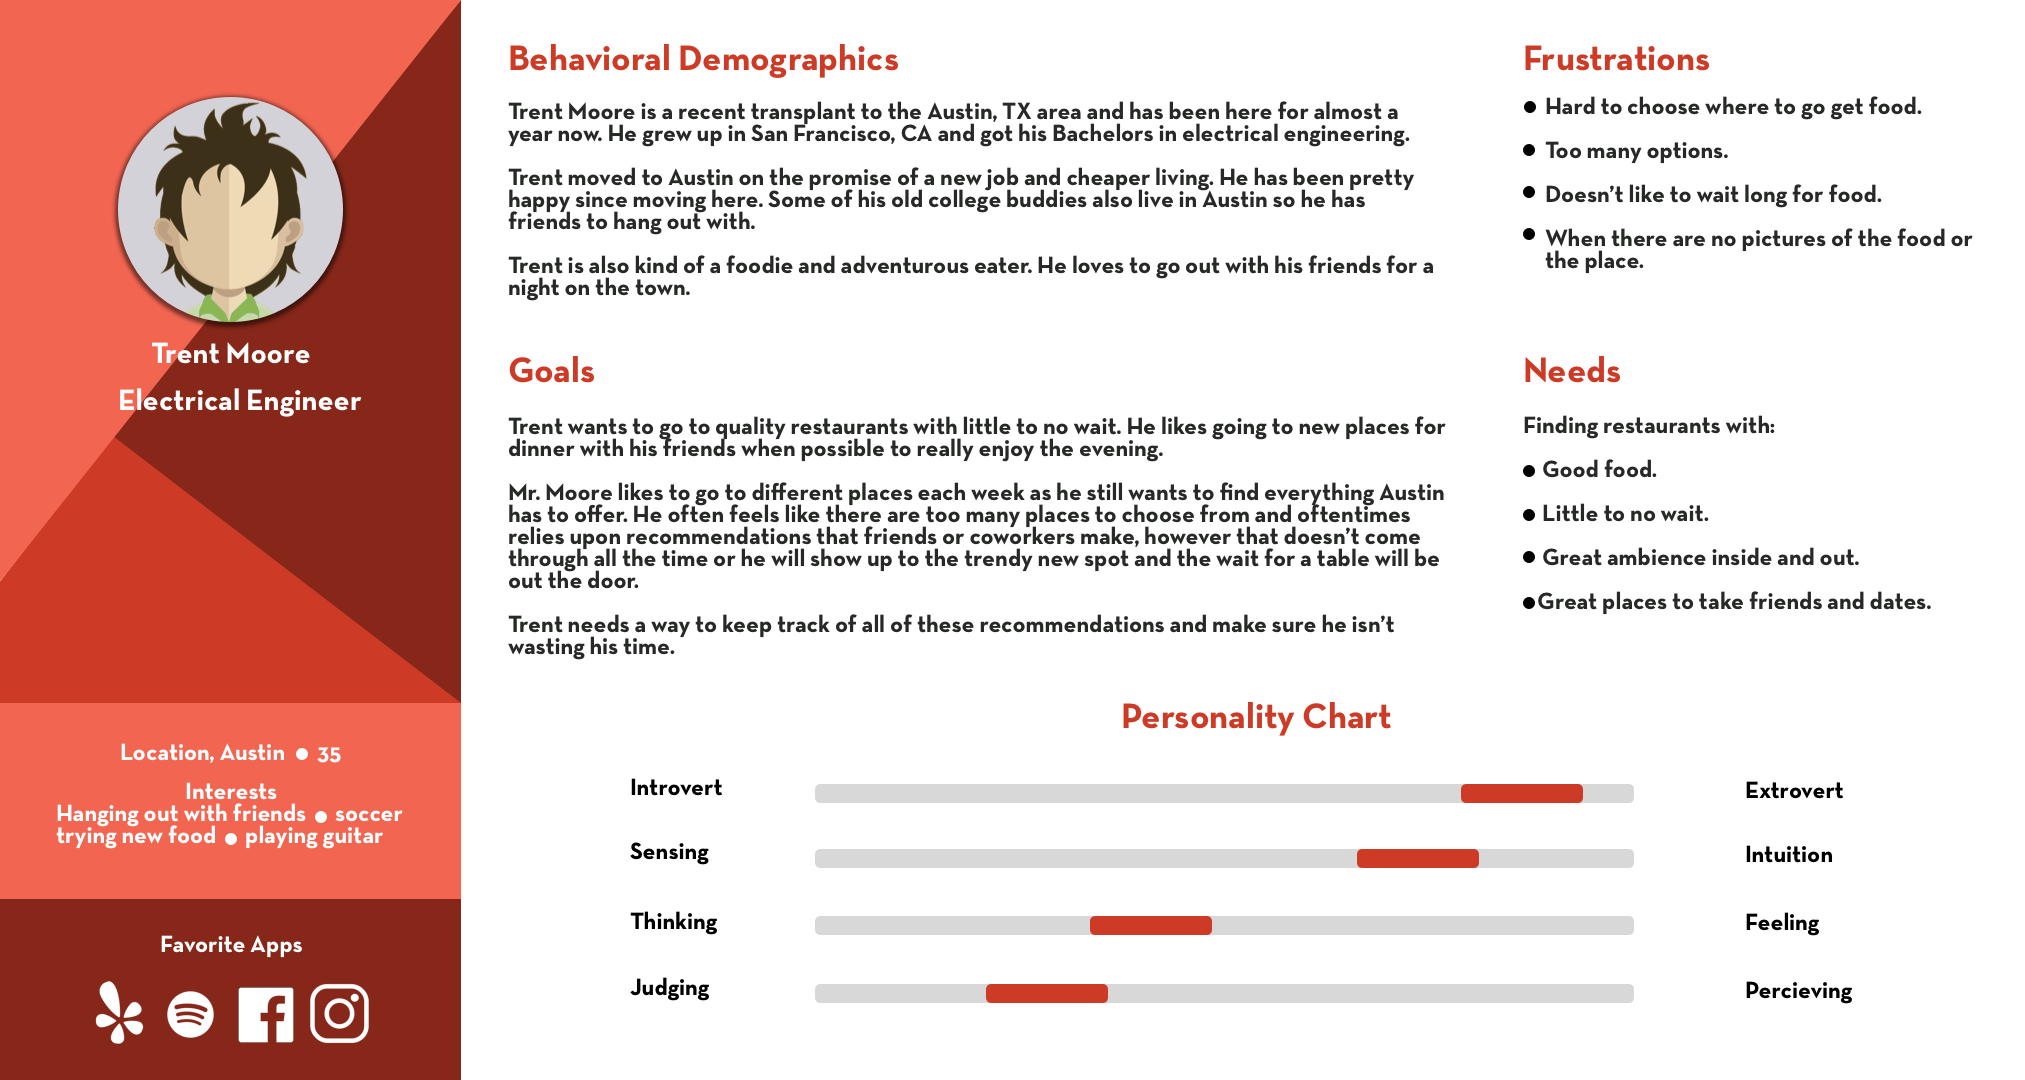 Trent Moore
Electrical Engineer
Location, Austin ● 35
Interests
Hanging out with friends ● soccer
trying new food ● playing guitar
Favorite Apps
Behavioral Demographics
Trent Moore is a recent transplant to the Austin, TX area and has been here for almost a
year now. He grew up in San Francisco, CA and got his Bachelors in electrical engineering.
Trent moved to Austin on the promise of a new job and cheaper living. He has been pretty
happy since moving here. Some of his old college buddies also live in Austin so he has
friends to hang out with.
Trent is also kind of a foodie and adventurous eater. He loves to go out with his friends for a
night on the town.
Goals
Trent wants to go to quality restaurants with little to no wait. He likes going to new places for
dinner with his friends when possible to really enjoy the evening.
Mr. Moore likes to go to different places each week as he still wants to find everything Austin
has to offer. He often feels like there are too many places to choose from and oftentimes
relies upon recommendations that friends or coworkers make, however that doesn't come
through all the time or he will show up to the trendy new spot and the wait for a table will be
out the door.
Trent needs a way to keep track of all of these recommendations and make sure he isn't
wasting his time.
Frustrations
● Hard to choose where to go get food.
● Too many options.
● Doesn't like to wait long for food.
● When there are no pictures of the food or
the place.
Needs
Finding restaurants with:
● Good food.
● Little to no wait.
● Great ambience inside and out.
● Great places to take friends and dates.
Personality Chart
Introvert Extrovert
Sensing Intuition
Thinking Feeling
Judging Percieving